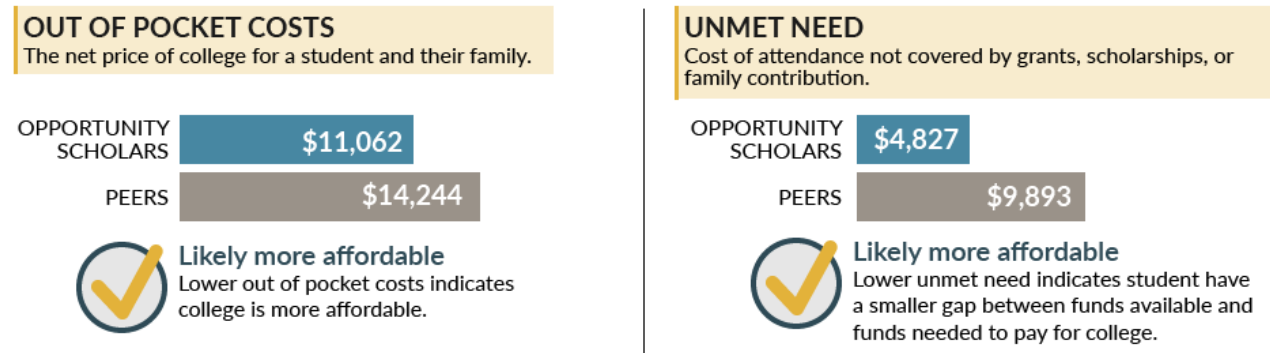 OUT OF POCKET COSTS
The net price of college for a student and their family.
OPPORTUNITY
SCHOLARS
$11,062
PEERS
$14,244
Likely more affordable
Lower out of pocket costs indicates
college is more affordable.
UNMET NEED
Cost of attendance not covered by grants, scholarships, or
family contribution.
OPPORTUNITY
SCHOLARS
$4,827
PEERS
$9,893
Likely more affordable
Lower unmet need indicates student have
a smaller gap between funds available and
funds needed to pay for college.